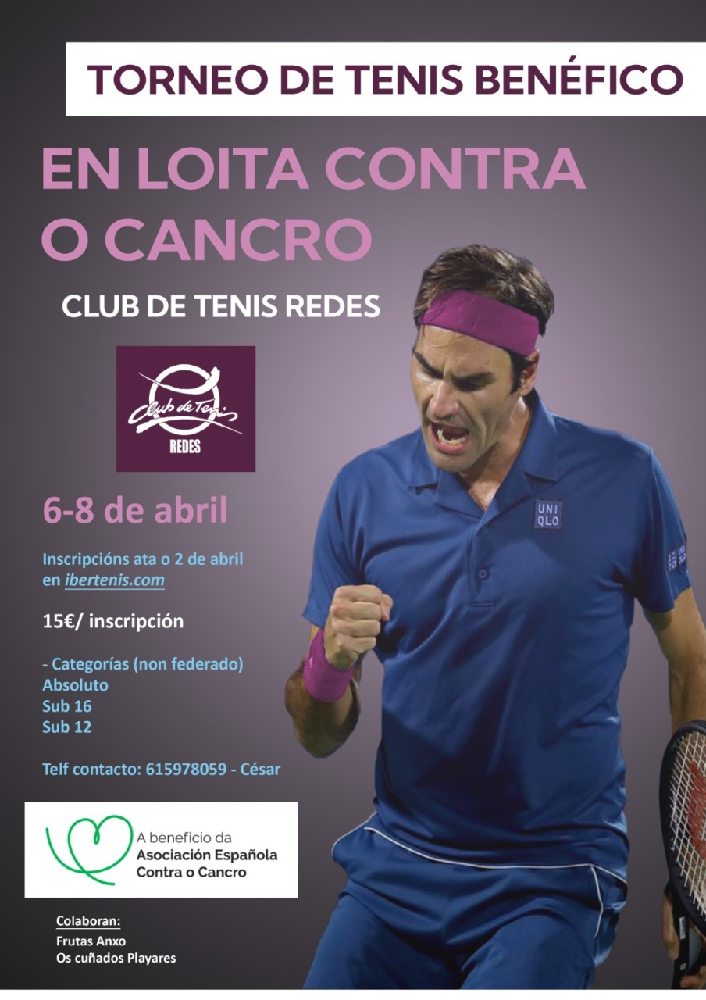 TORNEO DE TENIS BENÉFICO
EN LOITA CONTRA
O CANCRO
CLUB DE TENIS REDES
Club de Tenis
REDES
6-8 de abril
Inscripcións ata o 2 de abril
en ibertenis.com
15€/ inscripción
- Categorías (non federado)
Absoluto
Sub 16
Sub 12
Telf contacto: 615978059 - César
UNI
QLO
A beneficio da
Asociación Española
Contra o Cancro
Colaboran:
Frutas Anxo
Os cuñados Playares